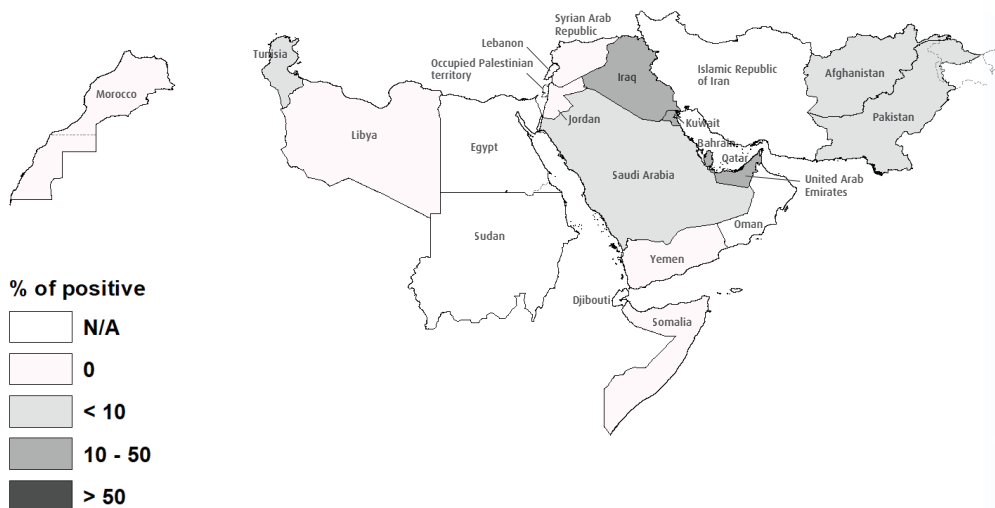 Syrian Arab
Republic
Lebanon
Occupied Palestinian
territory
Tunisia
Morocco
Libya
Egypt
Jordan
Iraq
Islamic Republic
of Iran
Afghanistan
Pakistan
Kuwait
Bahrain
Qatar
Saudi Arabia
United Arab
Emirates
Oman
Sudan
Yemen
Djibouti
Somalia
% of positive
N/A
0
< 10
10 - 50
> 50